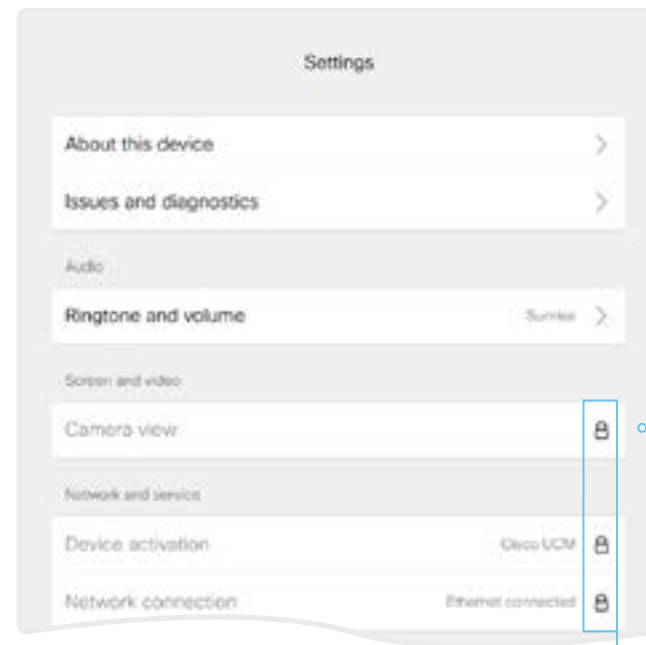 Settings
About this device
Issues and diagnostics
Audio
Ringtone and volume Sunrise
Screen and video
Camera view
Network and service
Device activation Cisco UCM
Network connection Ethernet connected